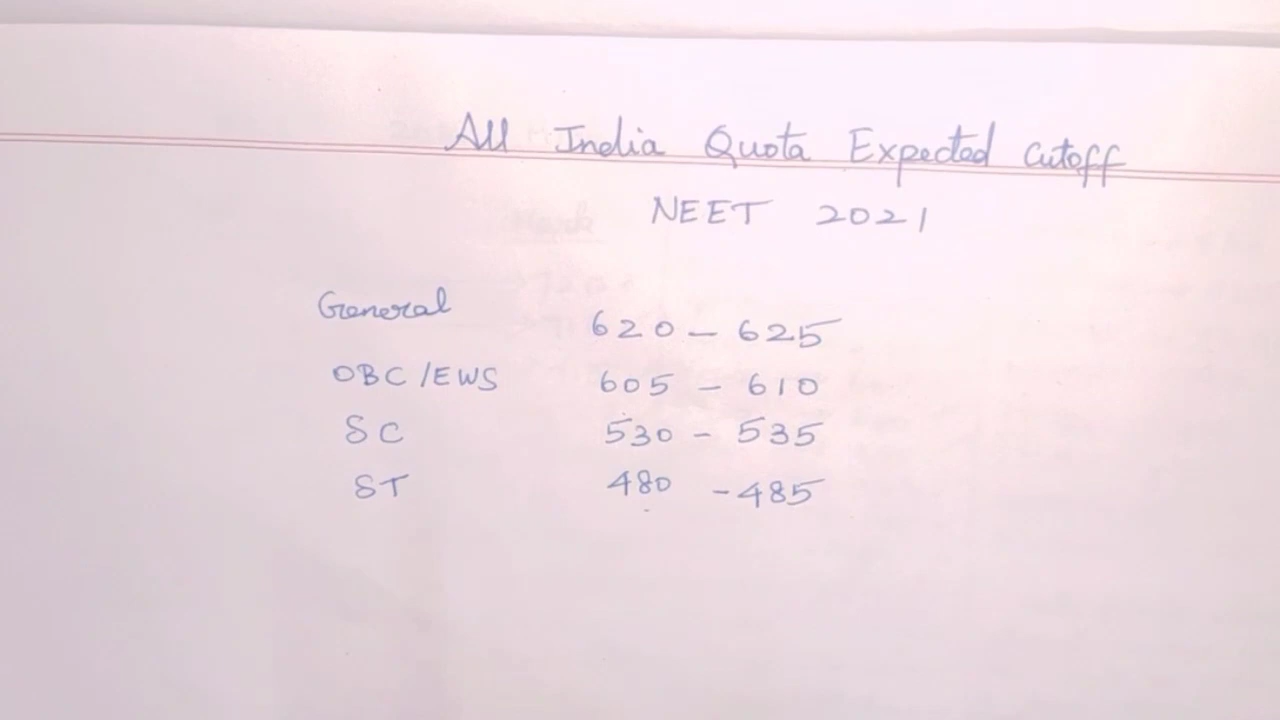 All India Quota Expected Cutoff
NEET 2021
General 620 - 625
OBC/EWS 605 - 610
SC 530 - 535
ST 480 - 485